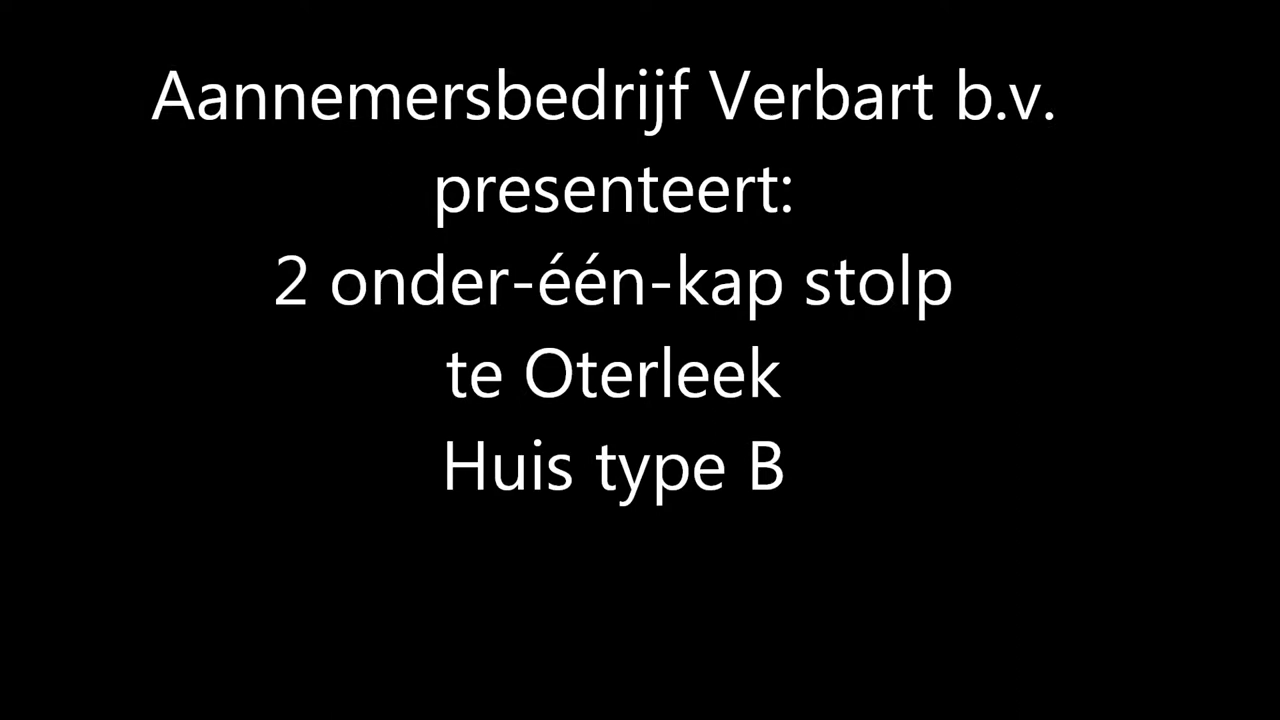 Aannemersbedrijf Verbart b.v.
presenteert:
2 onder-één-kap stolp
te Oterleek
Huis type B